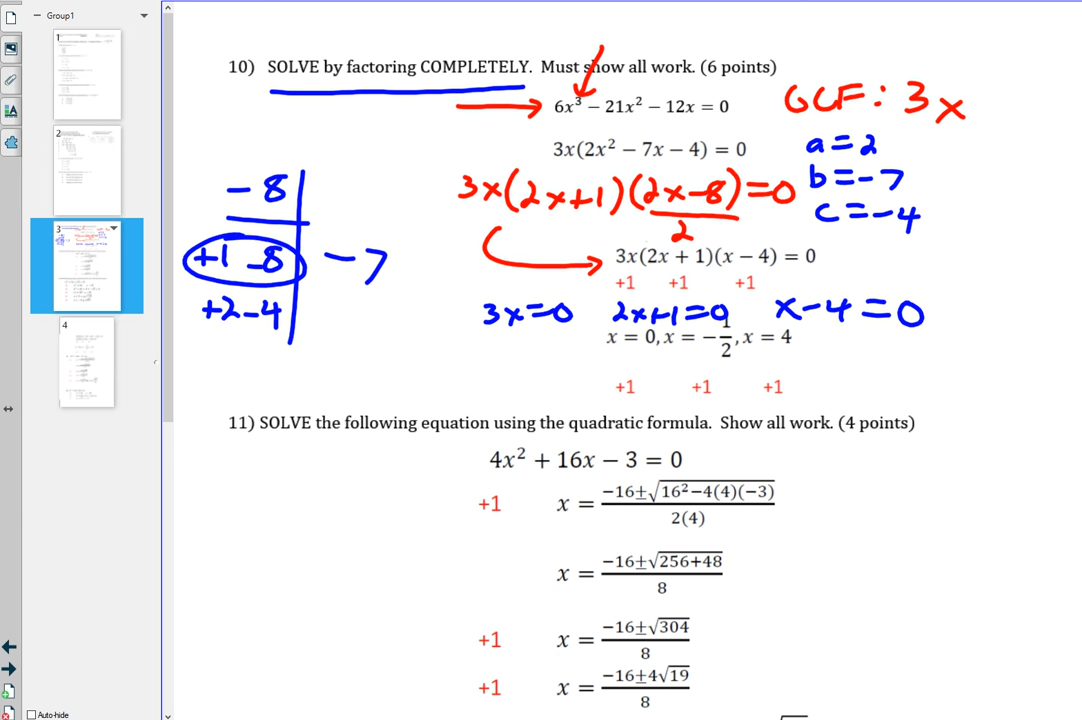 Group1
1
2
3
4
Auto-hide
10) SOLVE by factoring COMPLETELY. Must show all work. (6 points)
6x³ − 21x² − 12x = 0
GCF: 3x
3x(2x² − 7x − 4) = 0
a=2
b=-7
c=-4
-8
3x(2x+1)(2x-8)=0
2
+1 -8 -7
3x(2x + 1)(x − 4) = 0
+1 +1 +1
+2 -4
3x=0 2x+1=0 x-4=0
x = 0, x = −1/2, x = 4
+1 +1 +1
11) SOLVE the following equation using the quadratic formula. Show all work. (4 points)
4x² + 16x − 3 = 0
+1 x = (−16±√(16²−4(4)(−3)))/2(4)
x = (−16±√(256+48))/8
+1 x = (−16±√304)/8
+1 x = (−16±4√19)/8